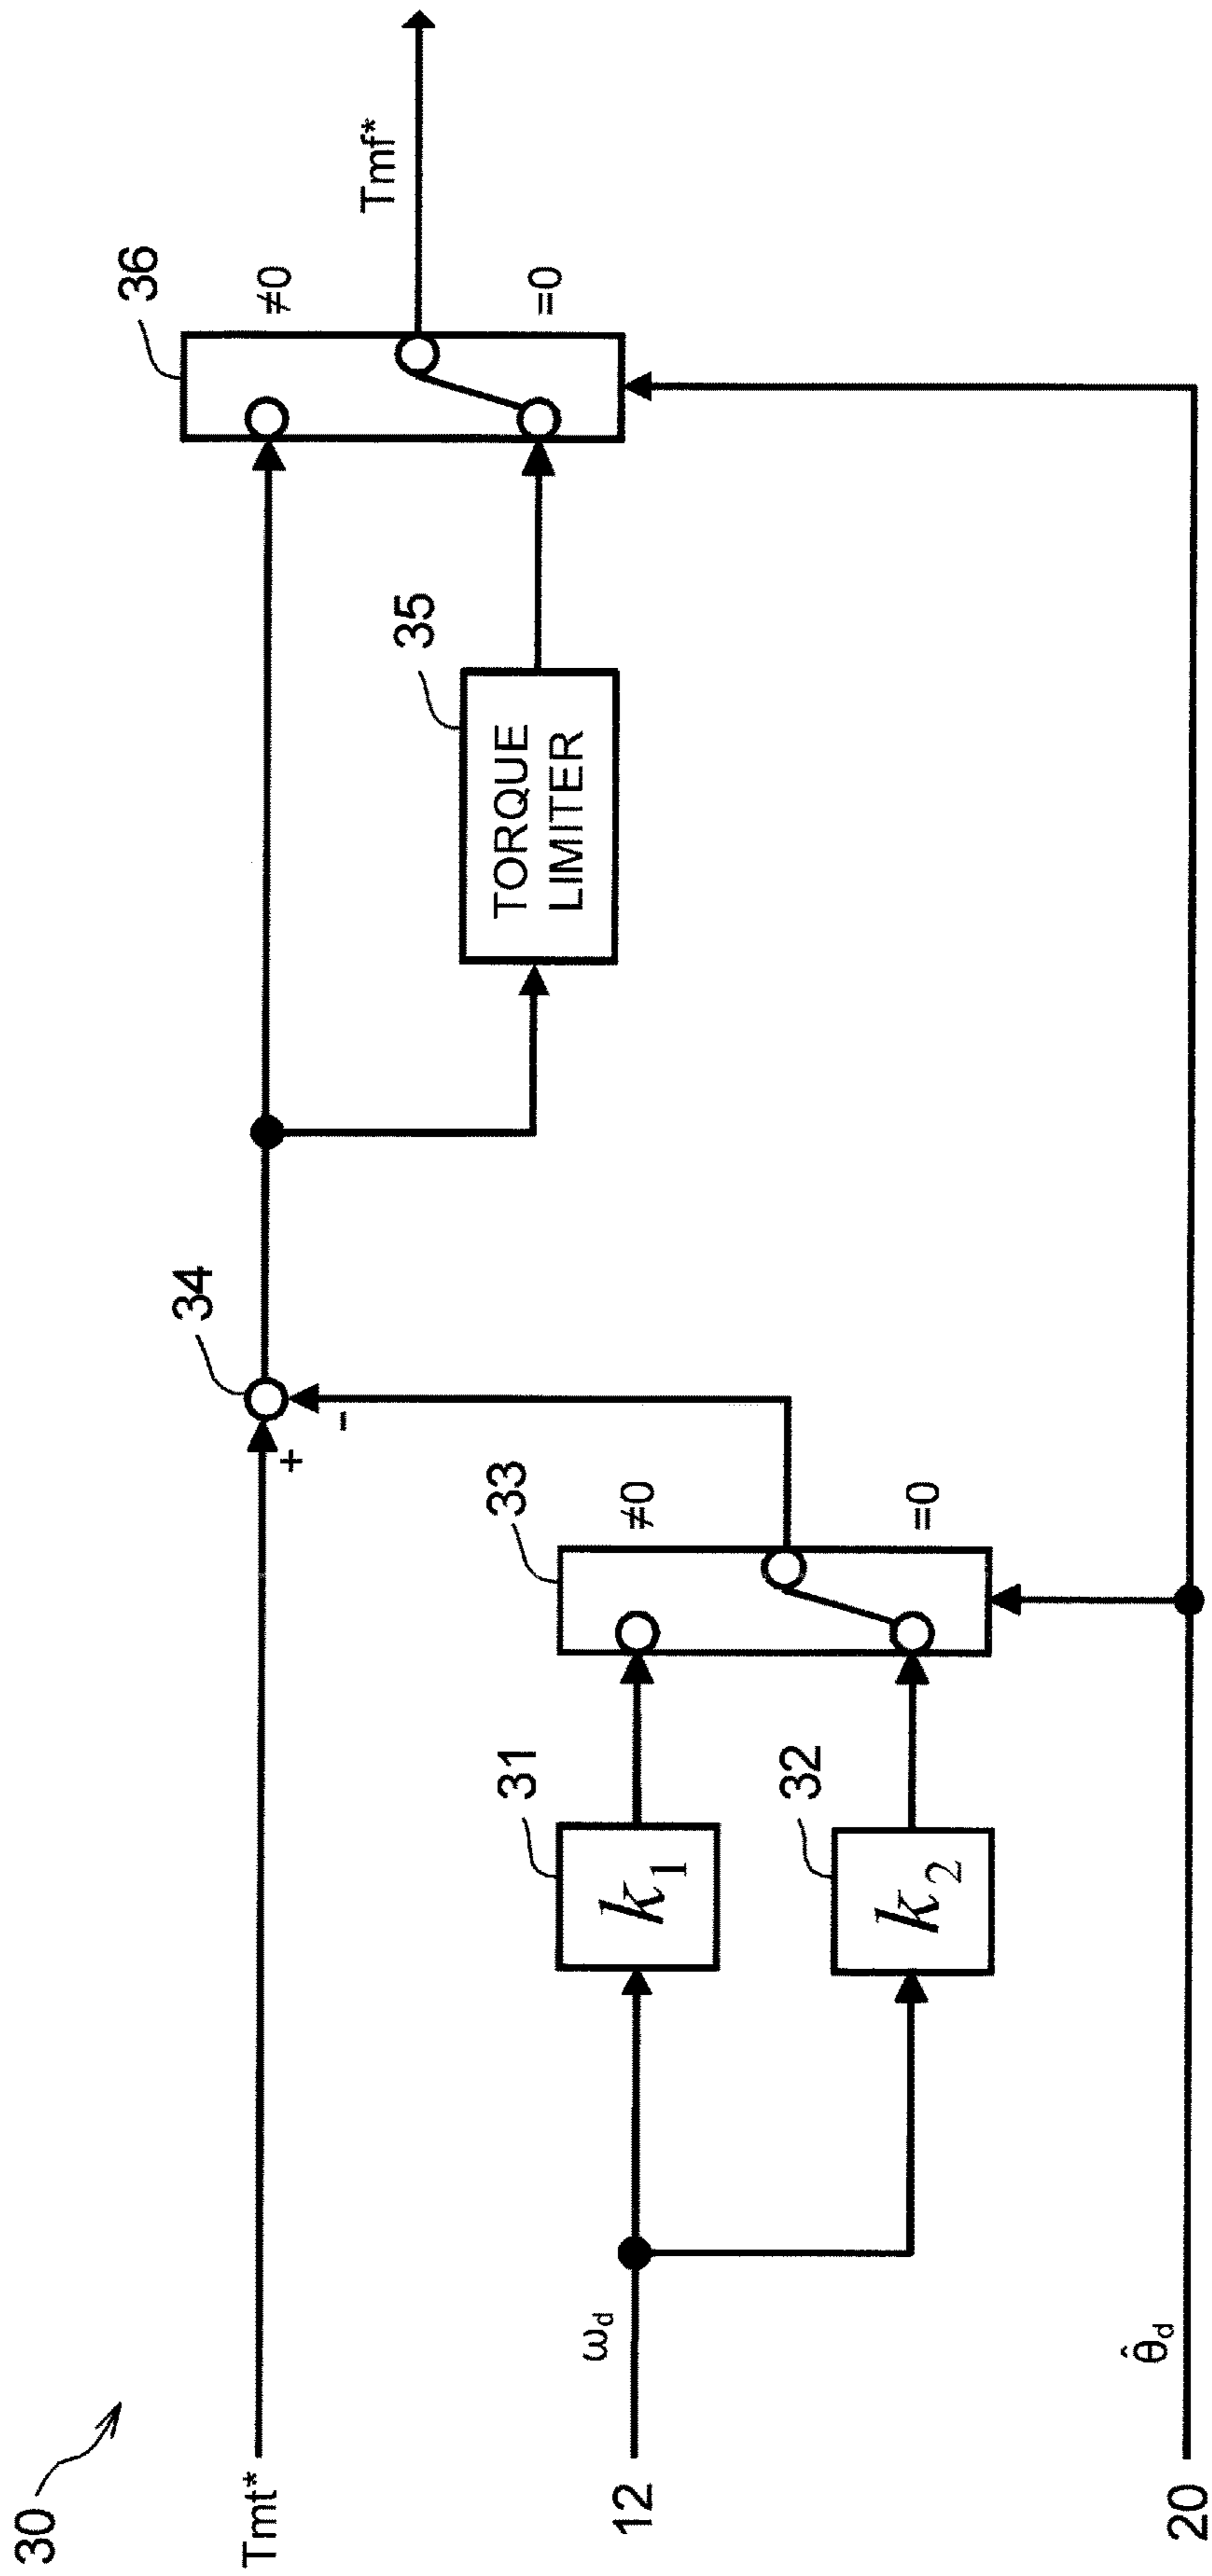 30
Tmt*
+
-
34
36
≠0
=0
Tmf*
35
TORQUE
LIMITER
33
≠0
=0
31
k1
32
k2
12
ωd
20
θ̂d